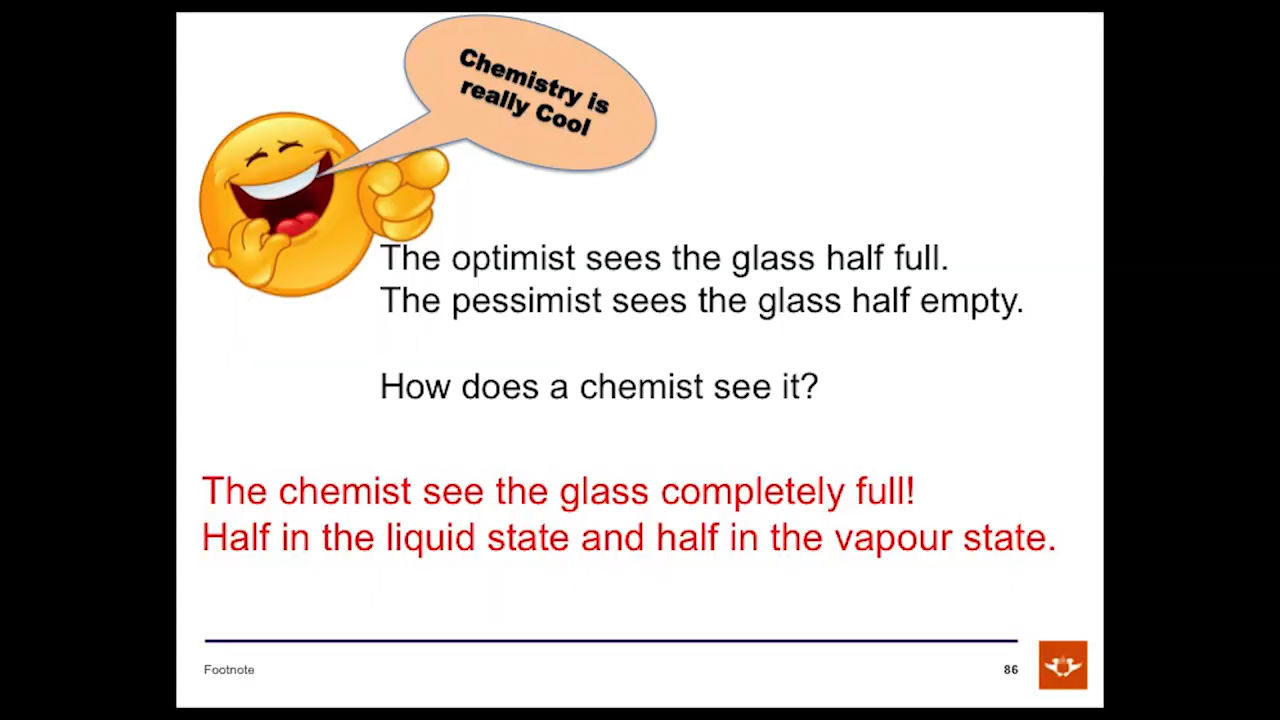 Chemistry is
really Cool
The optimist sees the glass half full.
The pessimist sees the glass half empty.
How does a chemist see it?
The chemist see the glass completely full!
Half in the liquid state and half in the vapour state.
Footnote
86